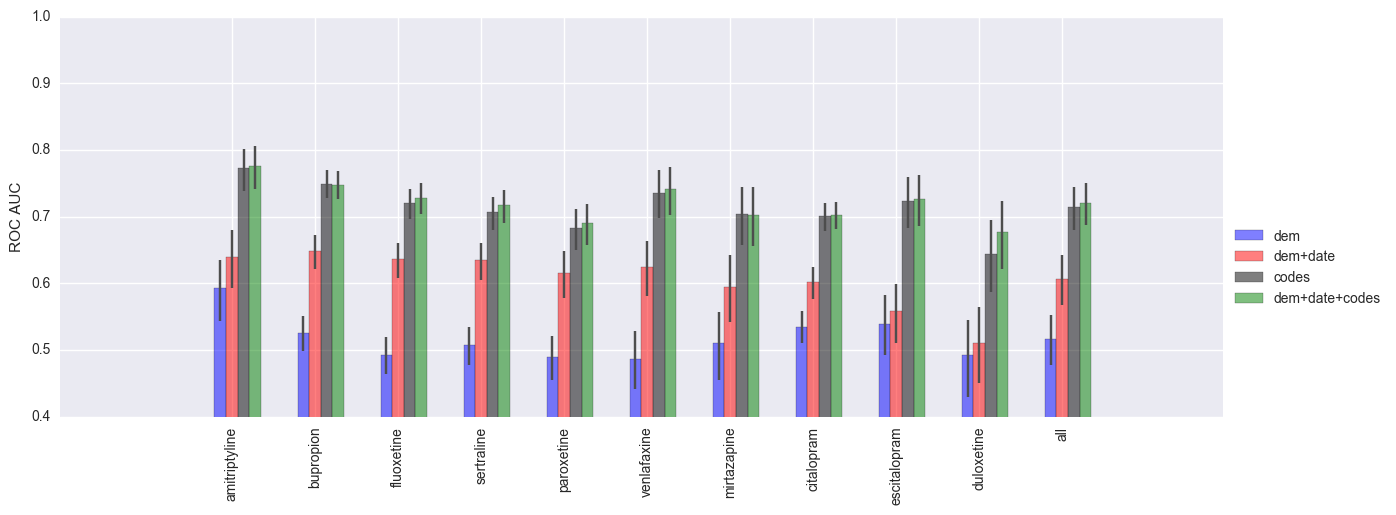 1.0
0.9
0.8
0.7
0.6
0.5
0.4
ROC AUC
amitriptyline
bupropion
fluoxetine
sertraline
paroxetine
venlafaxine
mirtazapine
citalopram
escitalopram
duloxetine
all
dem
dem+date
codes
dem+date+codes